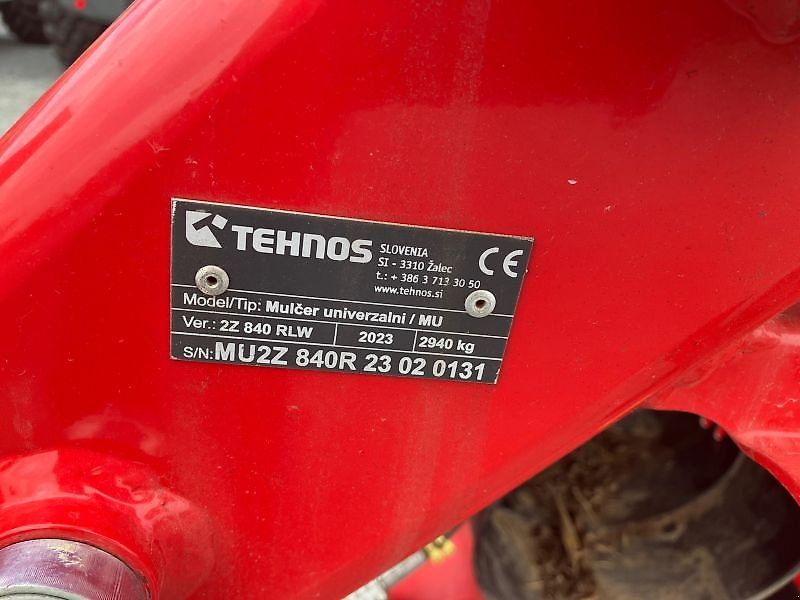 TEHNOS
SLOVENIA
SI - 3310 Žalec
t.: + 386 3 713 30 50
www.tehnos.si
CE
Model/Tip: Mulčer univerzalni / MU
Ver.: 2Z 840 RLW 2023 2940 kg
S/N: MU2Z 840R 23 02 0131